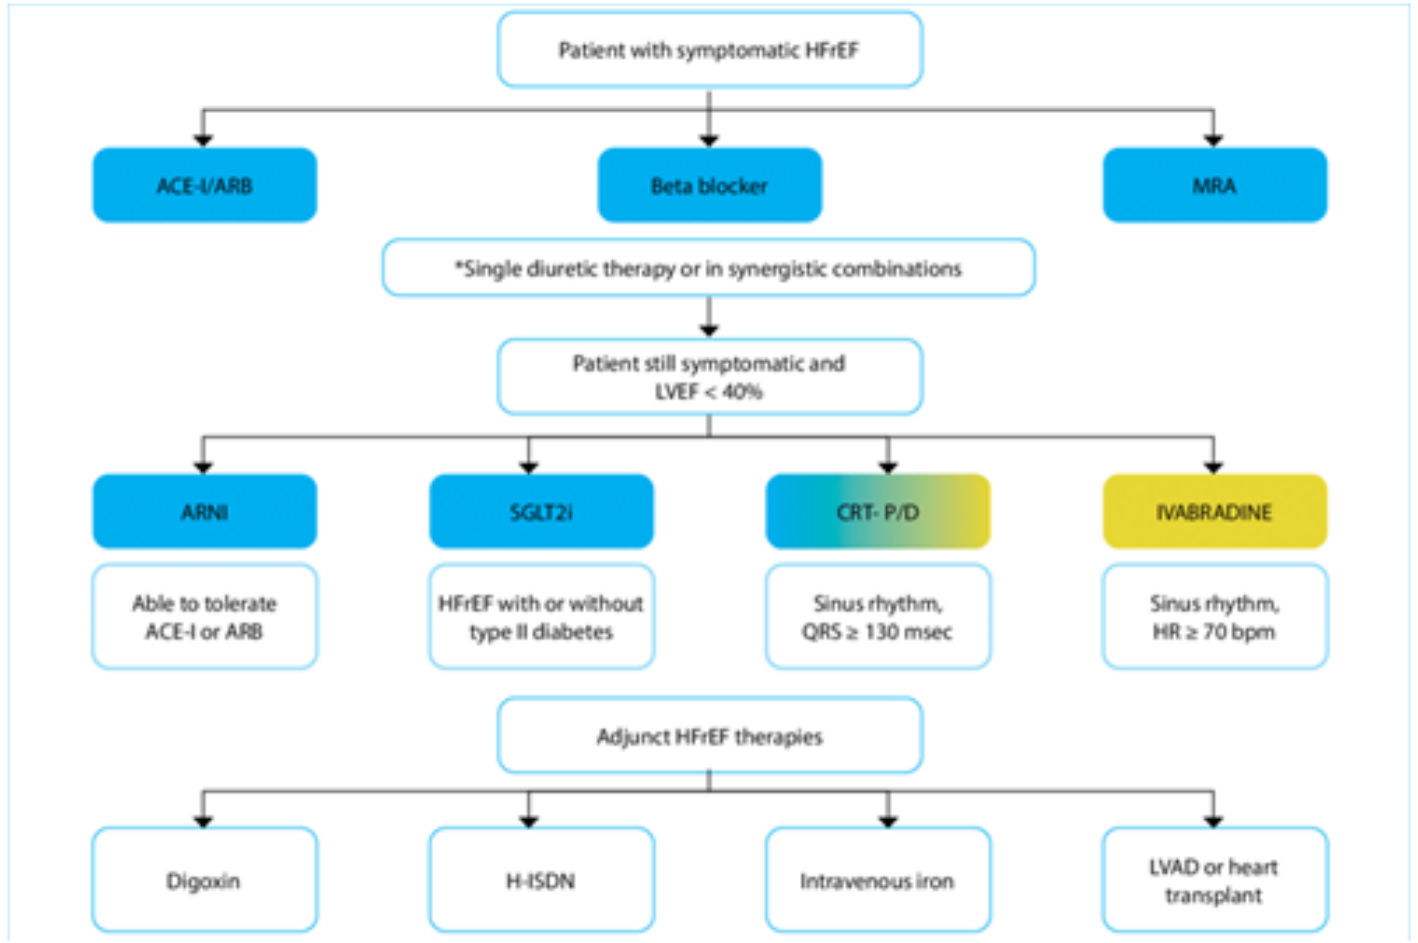 Patient with symptomatic HFrEF
ACE-I/ARB
Beta blocker
MRA
*Single diuretic therapy or in synergistic combinations
Patient still symptomatic and
LVEF < 40%
ARNI
SGLT2i
CRT- P/D
IVABRADINE
Able to tolerate
ACE-I or ARB
HFrEF with or without
type II diabetes
Sinus rhythm,
QRS ≥ 130 msec
Sinus rhythm,
HR ≥ 70 bpm
Adjunct HFrEF therapies
Digoxin
H-ISDN
Intravenous iron
LVAD or heart
transplant